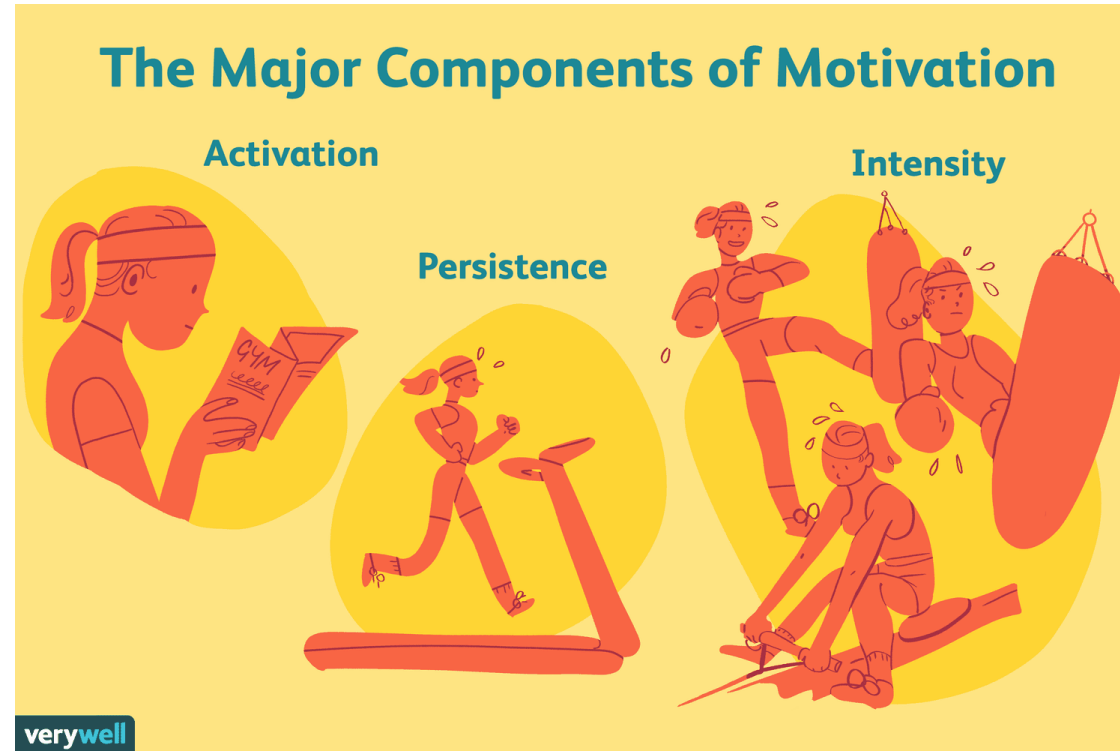 The Major Components of Motivation
Activation
Intensity
Persistence
GYM
verywell